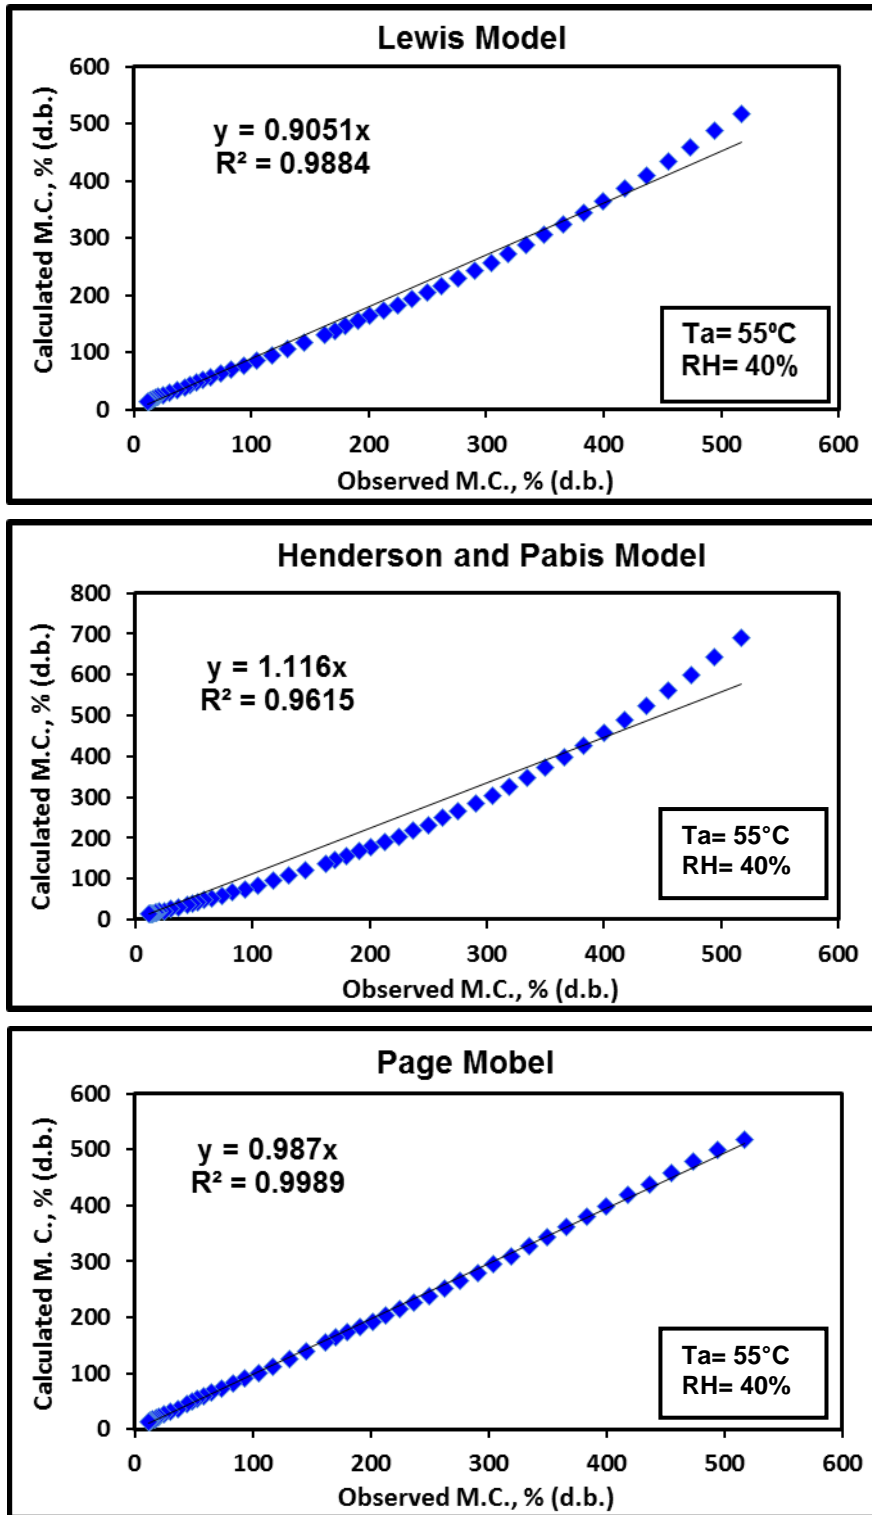 Lewis Model
600
500
400
300
200
100
0
Calculated M.C., % (d.b.)
y = 0.9051x
R² = 0.9884
Ta= 55ºC
RH= 40%
0 100 200 300 400 500 600
Observed M.C., % (d.b.)
Henderson and Pabis Model
800
700
600
500
400
300
200
100
0
Calculated M.C., % (d.b.)
y = 1.116x
R² = 0.9615
Ta= 55°C
RH= 40%
0 100 200 300 400 500 600
Observed M.C., % (d.b.)
Page Mobel
600
500
400
300
200
100
0
Calculated M. C., % (d.b.)
y = 0.987x
R² = 0.9989
Ta= 55°C
RH= 40%
0 100 200 300 400 500 600
Observed M.C., % (d.b.)